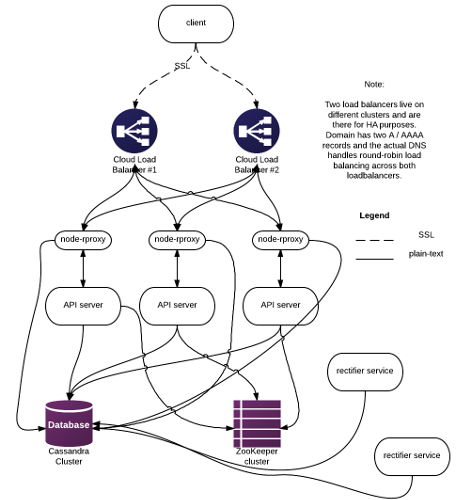 client
SSL
Cloud Load
Balancer #1
Cloud Load
Balancer #2
Note:
Two load balancers live on
different clusters and are
there for HA purposes.
Domain has two A / AAAA
records and the actual DNS
handles round-robin load
balancing across both
loadbalancers.
Legend
SSL
plain-text
node-rproxy
node-rproxy
node-rproxy
API server
API server
API server
rectifier service
Database
Cassandra
Cluster
ZooKeeper
cluster
rectifier service